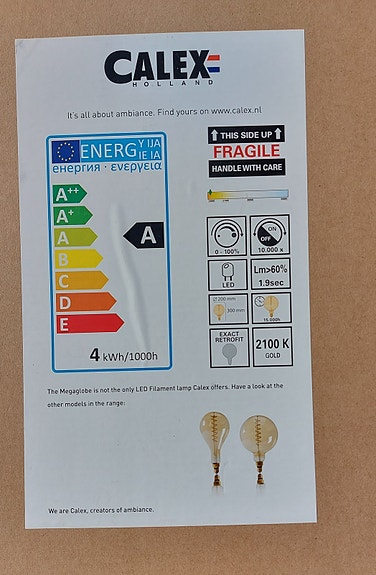 CALEX
HOLLAND
It's all about ambiance. Find yours on www.calex.nl
ENERG Y IJA
IE IA
енергия · ενεργεια
A++
A+
A
B
C
D
E
A
4 kWh/1000h
THIS SIDE UP
FRAGILE
HANDLE WITH CARE
0 - 100%
ON
OFF
10.000 x
LED
Lm>60%
1.9sec
Ø 200 mm
300 mm
15.000h
EXACT
RETROFIT
2100 K
GOLD
The Megaglobe is not the only LED Filament lamp Calex offers. Have a look at the
other models in the range:
We are Calex, creators of ambiance.